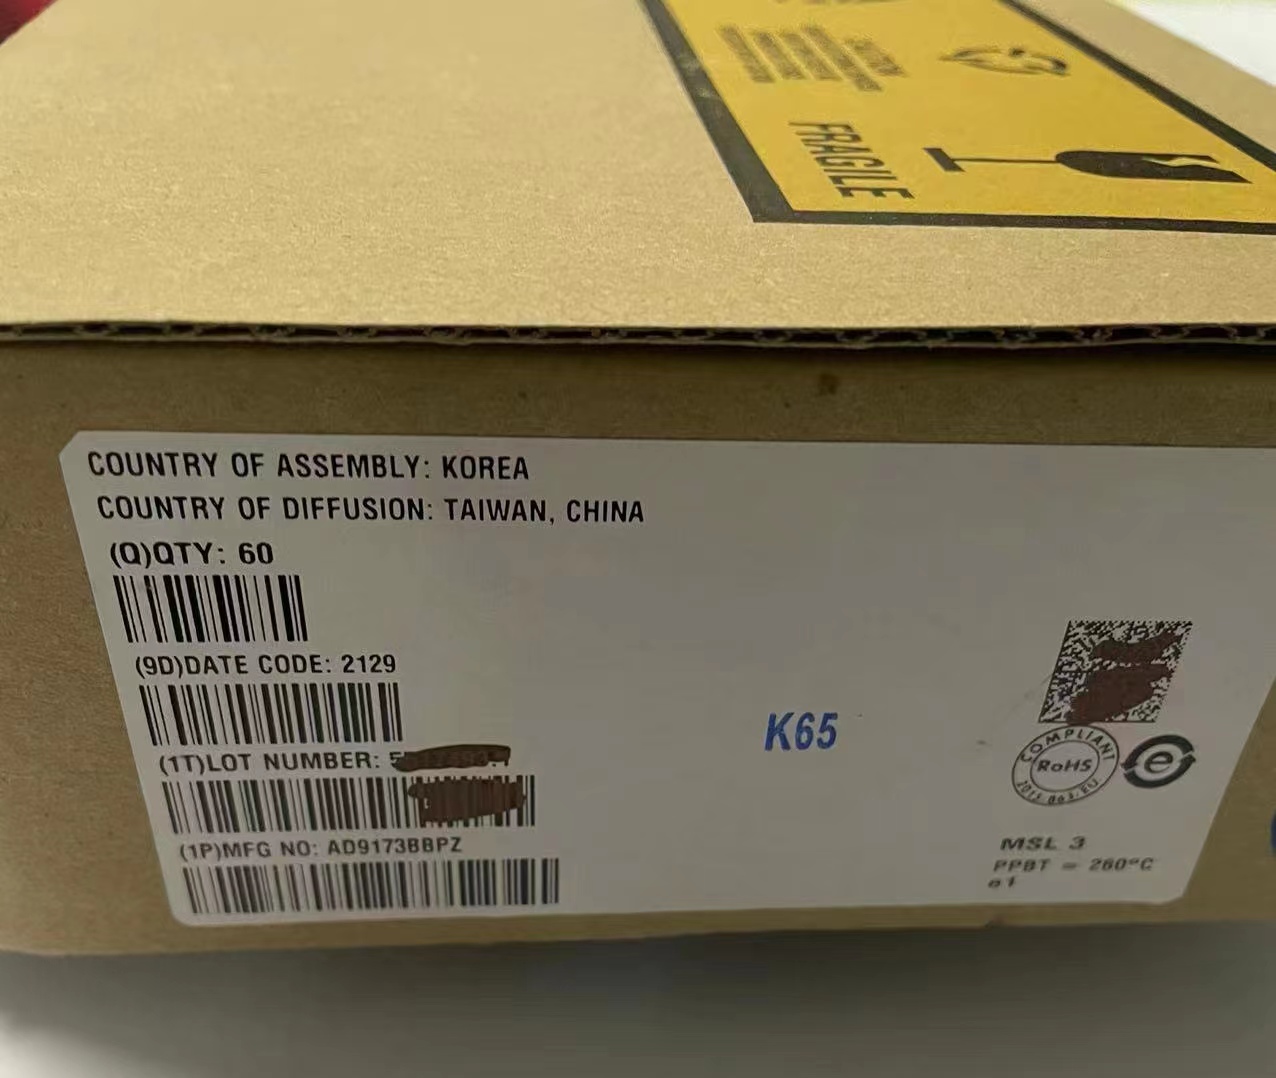 FRAGILE
COUNTRY OF ASSEMBLY: KOREA
COUNTRY OF DIFFUSION: TAIWAN, CHINA
(Q)QTY: 60
(9D)DATE CODE: 2129
(1T)LOT NUMBER: 5
(1P)MFG NO: AD9173BBPZ
K65
COMPLIANT
RoHS
e
MSL 3
PPBT = 260°C
e1